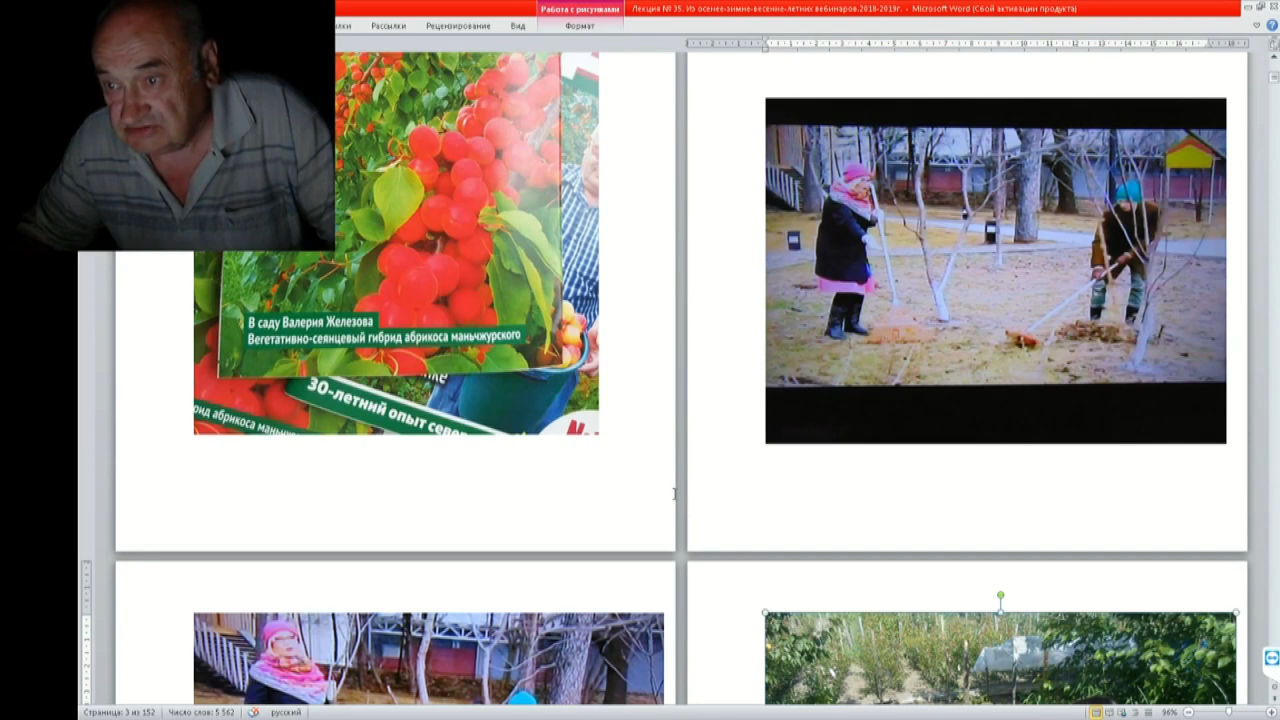 Работа с рисунками
Лекция № 35. Из осенее-зимне-весенне-летних вебинаров.2018-2019г. - Microsoft Word (Сбой активации продукта)
Рассылки Рецензирование Вид Формат
В саду Валерия Железова
Вегетативно-сеянцевый гибрид абрикоса маньчжурского
30-летний опыт
абрикоса
Страница: 3 из 152 Число слов: 5 562 русский 96%